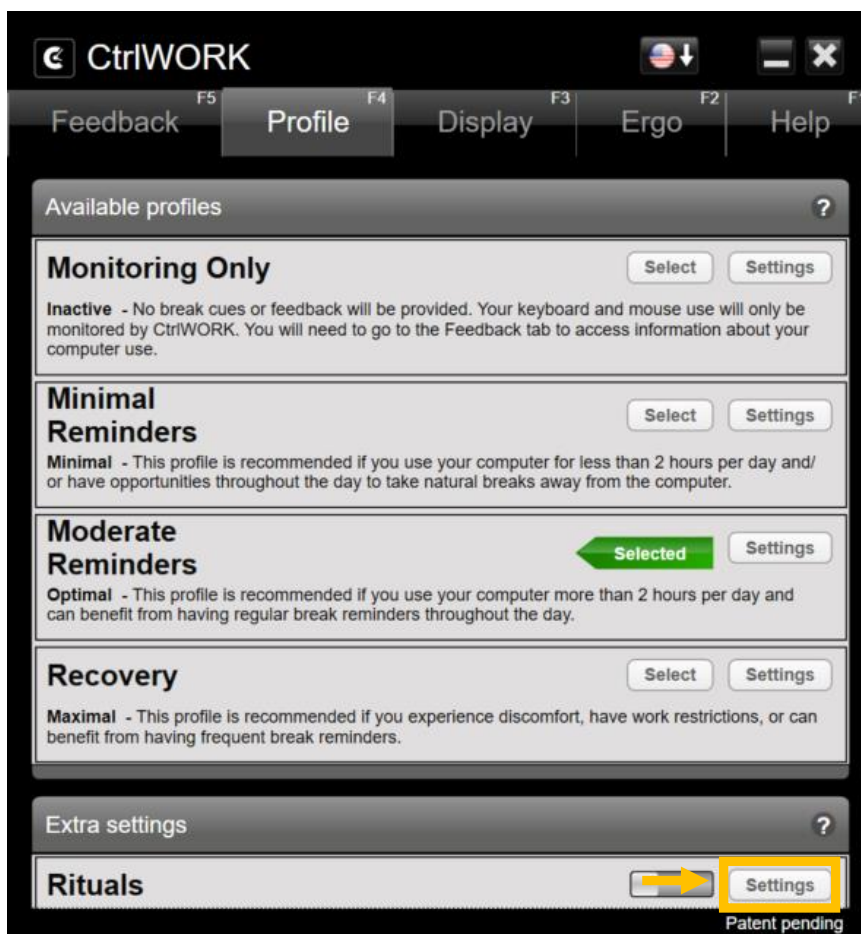 CtrlWORK
Feedback F5 Profile F4 Display F3 Ergo F2 Help
Available profiles ?
Monitoring Only Select Settings
Inactive - No break cues or feedback will be provided. Your keyboard and mouse use will only be
monitored by CtrlWORK. You will need to go to the Feedback tab to access information about your
computer use.
Minimal
Reminders Select Settings
Minimal - This profile is recommended if you use your computer for less than 2 hours per day and/
or have opportunities throughout the day to take natural breaks away from the computer.
Moderate
Reminders Selected Settings
Optimal - This profile is recommended if you use your computer more than 2 hours per day and
can benefit from having regular break reminders throughout the day.
Recovery Select Settings
Maximal - This profile is recommended if you experience discomfort, have work restrictions, or can
benefit from having frequent break reminders.
Extra settings ?
Rituals Settings
Patent pending